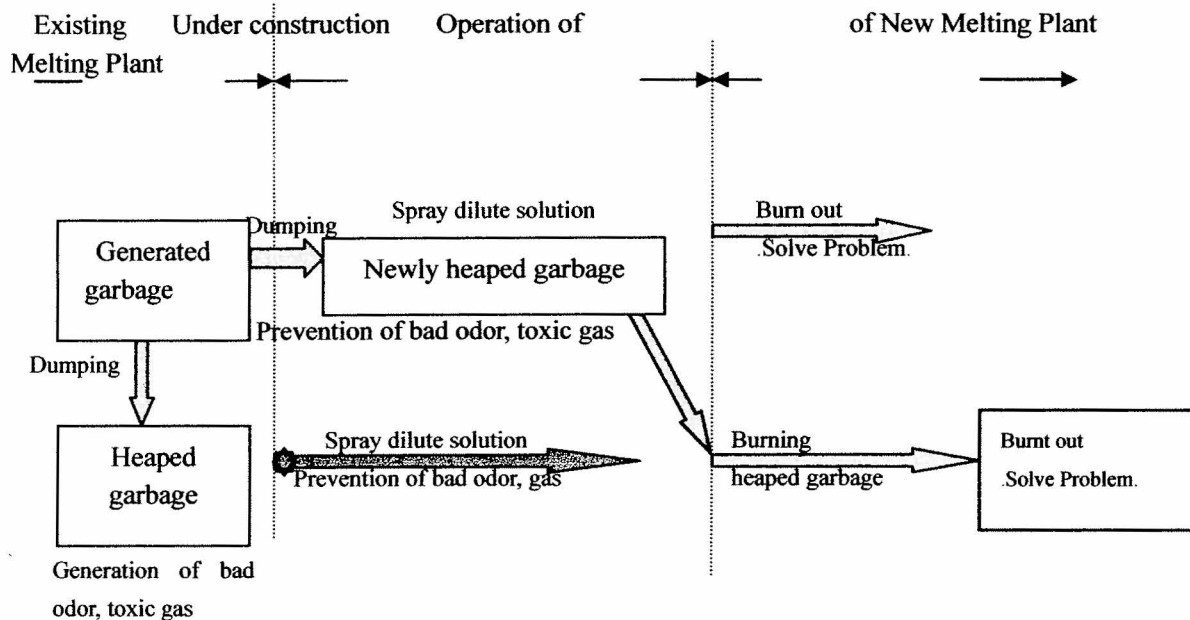 Existing Under construction Operation of of New Melting Plant
Melting Plant
Spray dilute solution
Dumping
Burn out
Generated
garbage
Newly heaped garbage
.Solve Problem.
Prevention of bad odor, toxic gas
Dumping
Heaped
garbage
Spray dilute solution
Prevention of bad odor, gas
Burning
heaped garbage
Burnt out
.Solve Problem.
Generation of bad
odor, toxic gas